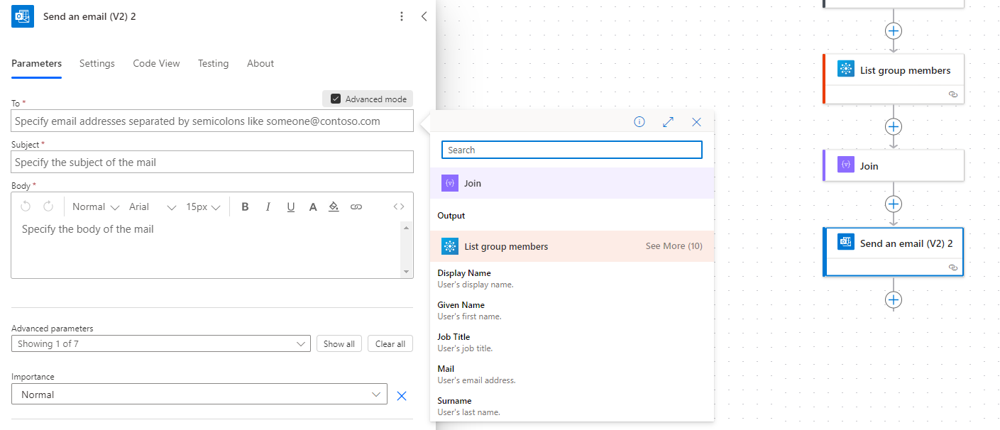 Send an email (V2) 2
Parameters Settings Code View Testing About
To *
Advanced mode
Specify email addresses separated by semicolons like someone@contoso.com
Subject *
Specify the subject of the mail
Body *
Normal Arial 15px B I U A
Specify the body of the mail
Advanced parameters
Showing 1 of 7 Show all Clear all
Importance
Normal
Search
{v} Join
Output
List group members See More (10)
Display Name
User's display name.
Given Name
User's first name.
Job Title
User's job title.
Mail
User's email address.
Surname
User's last name.
List group members
{v} Join
Send an email (V2) 2